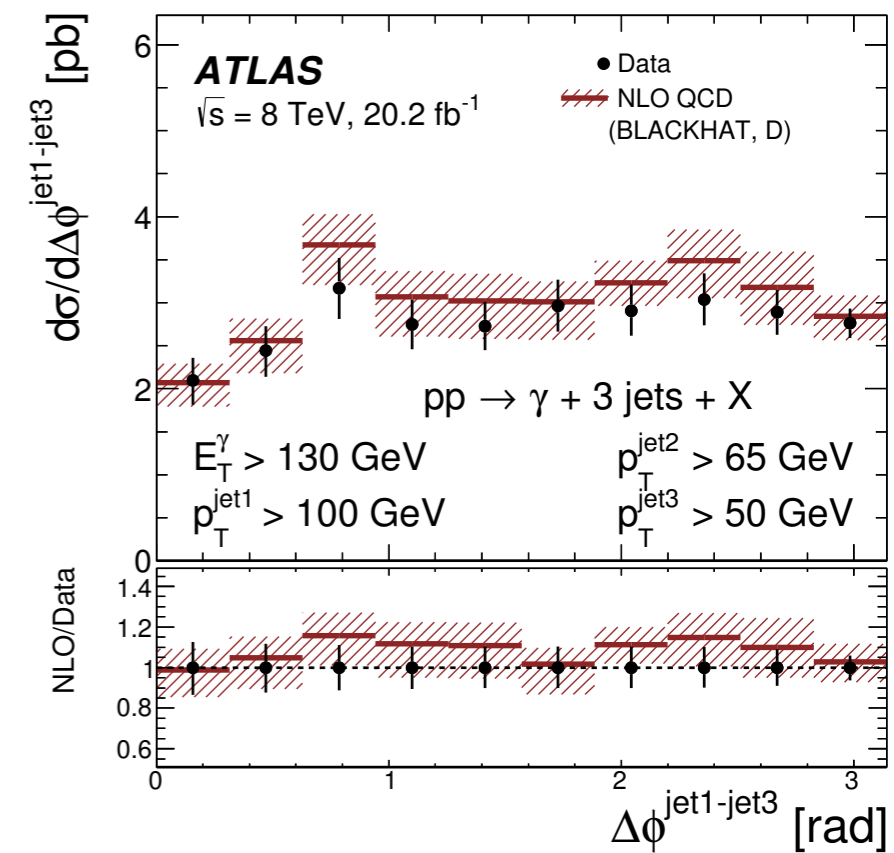 dσ/dΔϕ^jet1-jet3 [pb]
6
4
2
0
ATLAS
√s = 8 TeV, 20.2 fb⁻¹
Data
NLO QCD
(BLACKHAT, D)
pp → γ + 3 jets + X
E_T^γ > 130 GeV
p_T^jet2 > 65 GeV
p_T^jet1 > 100 GeV
p_T^jet3 > 50 GeV
NLO/Data
1.4
1.2
1
0.8
0.6
0 1 2 3
Δϕ^jet1-jet3 [rad]